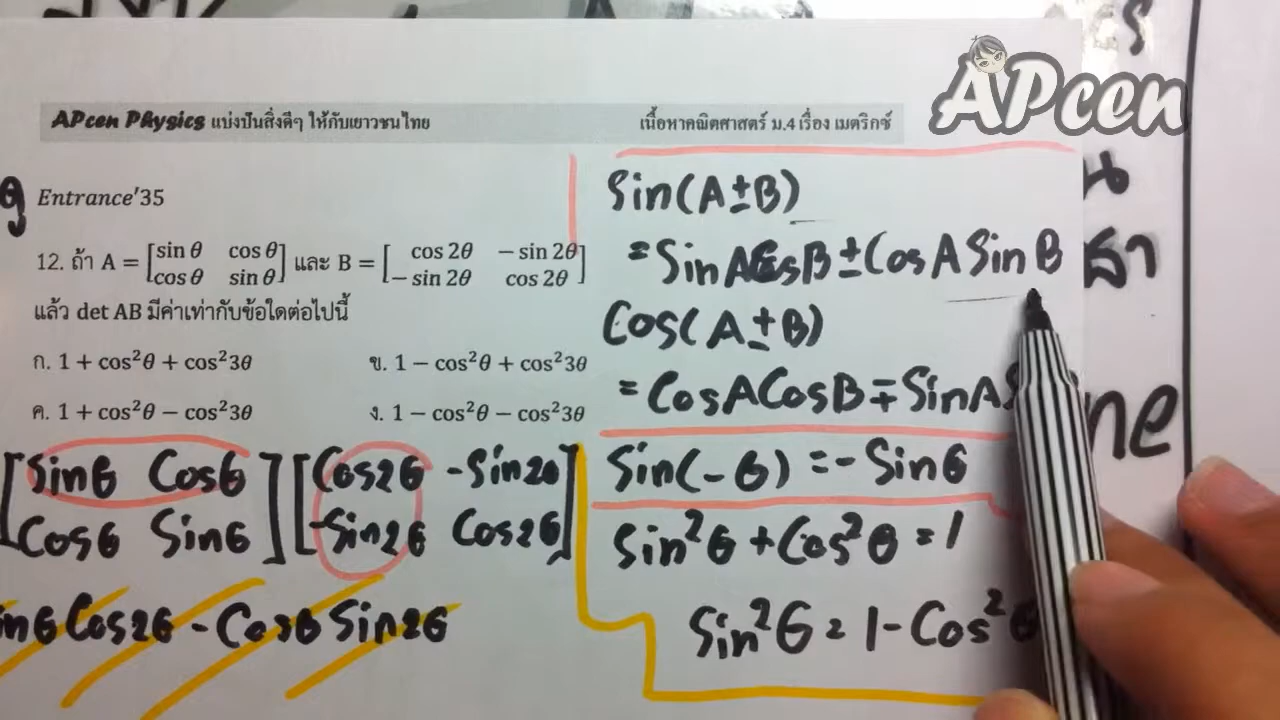 APcen
APcen Physics แบ่งปันสิ่งดีๆ ให้กับเยาวชนไทย
เนื้อหาคณิตศาสตร์ ม.4 เรื่อง เมตริกซ์
Entrance'35
12. ถ้า A = [sin θ cos θ / cos θ sin θ] และ B = [cos 2θ − sin 2θ / − sin 2θ cos 2θ]
แล้ว det AB มีค่าเท่ากับข้อใดต่อไปนี้
ก. 1 + cos²θ + cos²3θ
ข. 1 − cos²θ + cos²3θ
ค. 1 + cos²θ − cos²3θ
ง. 1 − cos²θ − cos²3θ
[Sinθ Cosθ] [Cos2θ -Sin2θ]
[Cosθ Sinθ] [-Sin2θ Cos2θ]
Cos2θ - Cosθ Sin2θ
Sin(A±B)
= SinACosB ± CosASinB
Cos(A±B)
= CosACosB ∓ SinA
Sin(-θ) = -Sinθ
Sin²θ + Cos²θ = 1
Sin²θ = 1 - Cos²θ